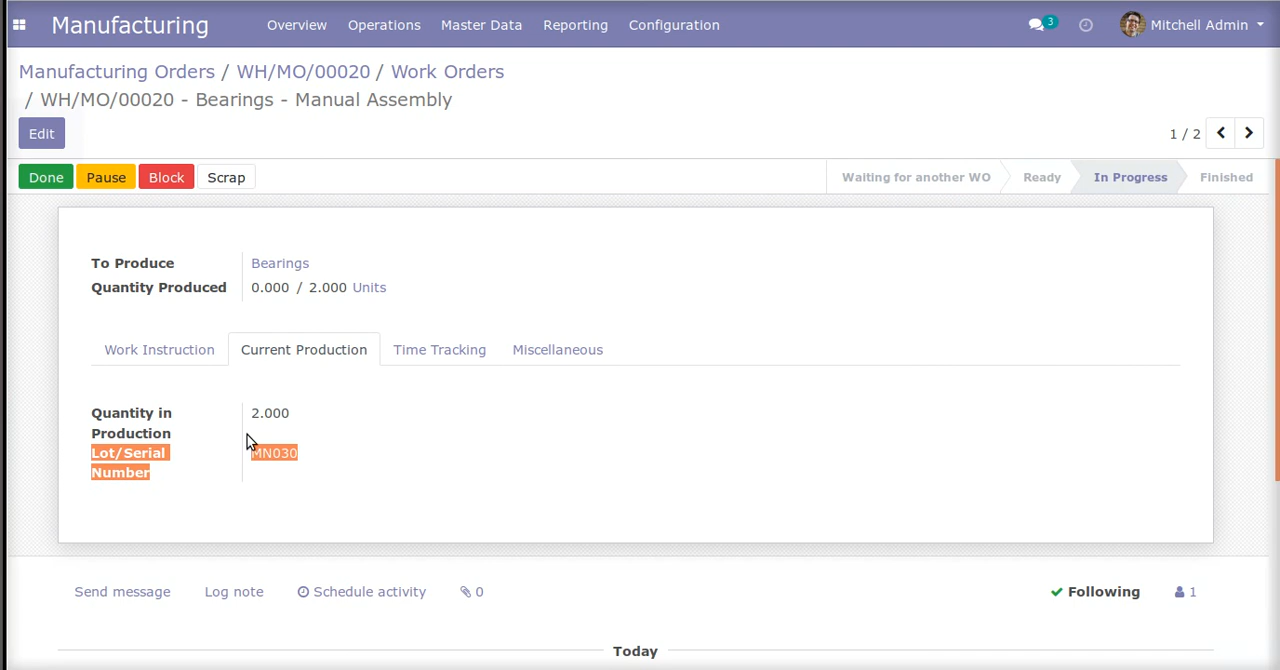 Manufacturing Overview Operations Master Data Reporting Configuration 3 Mitchell Admin
Manufacturing Orders / WH/MO/00020 / Work Orders
/ WH/MO/00020 - Bearings - Manual Assembly
Edit 1 / 2
Done Pause Block Scrap Waiting for another WO Ready In Progress Finished
To Produce Bearings
Quantity Produced 0.000 / 2.000 Units
Work Instruction Current Production Time Tracking Miscellaneous
Quantity in 2.000
Production
Lot/Serial MN030
Number
Send message Log note Schedule activity 0 Following 1
Today